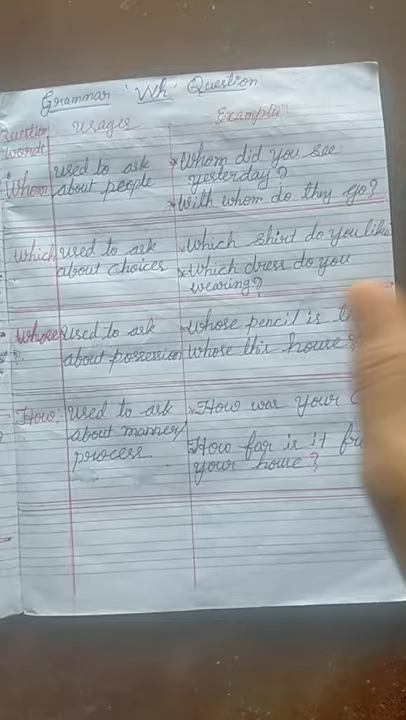 Grammar 'Wh' Question
Question words
Usages
Example:
Whom
used to ask
about people
Whom did you see
yesterday?
With whom do they go?
Which
used to ask
about choices
Which shirt do you like
Which dress do you
wearing?
Whose
used to ask
about possession
Whose pencil is
Whose this house?
How:
used to ask
about manner/
process
How was your
How far is it
your home?